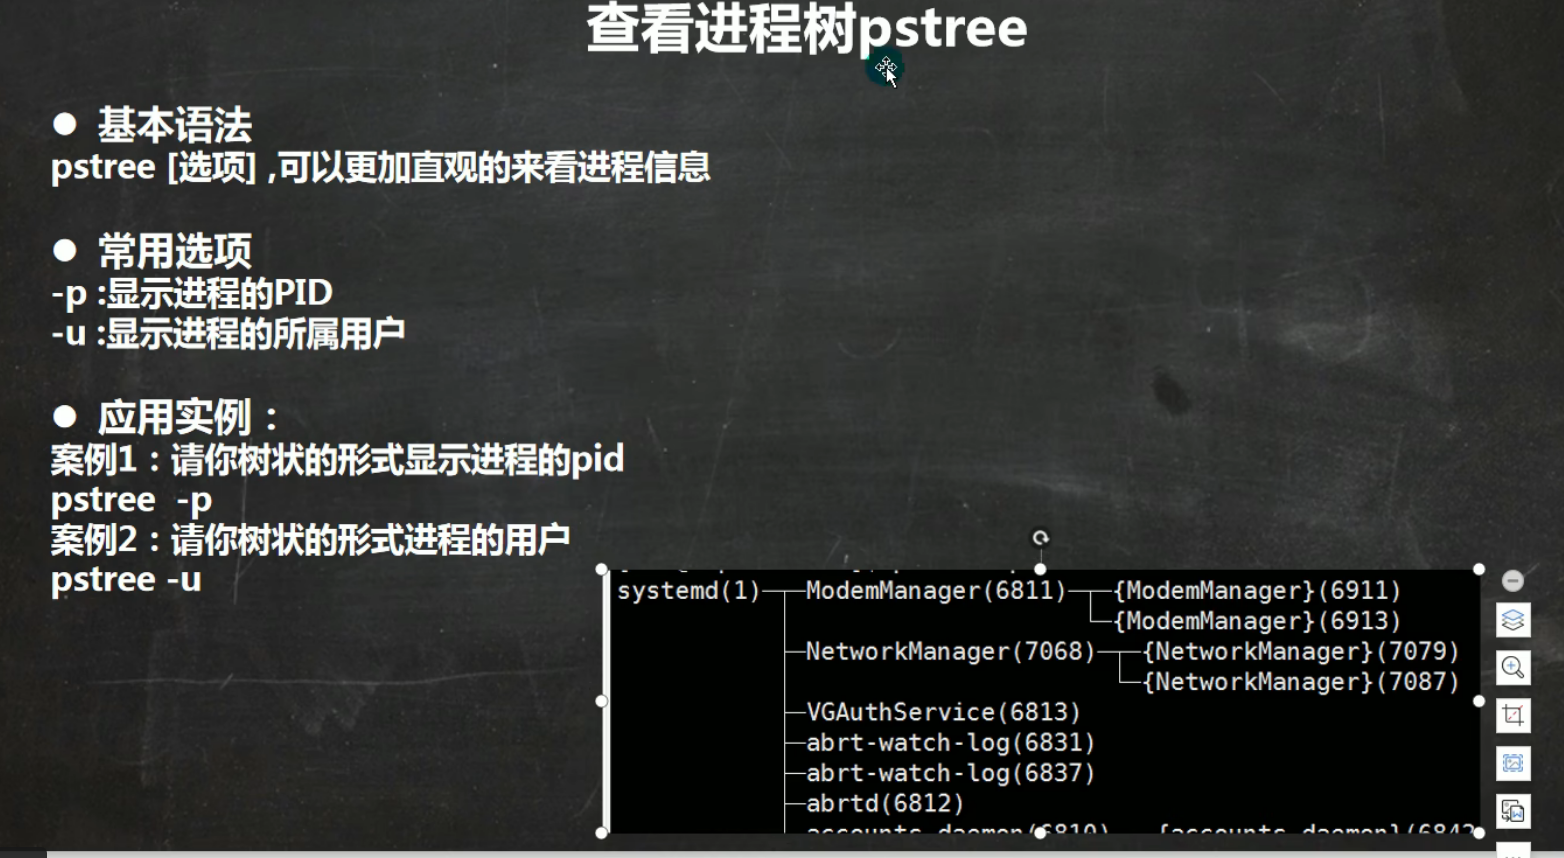 查看进程树pstree
● 基本语法
pstree [选项] ,可以更加直观的来看进程信息
● 常用选项
-p :显示进程的PID
-u :显示进程的所属用户
● 应用实例：
案例1：请你树状的形式显示进程的pid
pstree -p
案例2：请你树状的形式进程的用户
pstree -u
systemd(1)─┬─ModemManager(6811)─┬─{ModemManager}(6911)
└─{ModemManager}(6913)
├─NetworkManager(7068)─┬─{NetworkManager}(7079)
└─{NetworkManager}(7087)
├─VGAuthService(6813)
├─abrt-watch-log(6831)
├─abrt-watch-log(6837)
├─abrtd(6812)